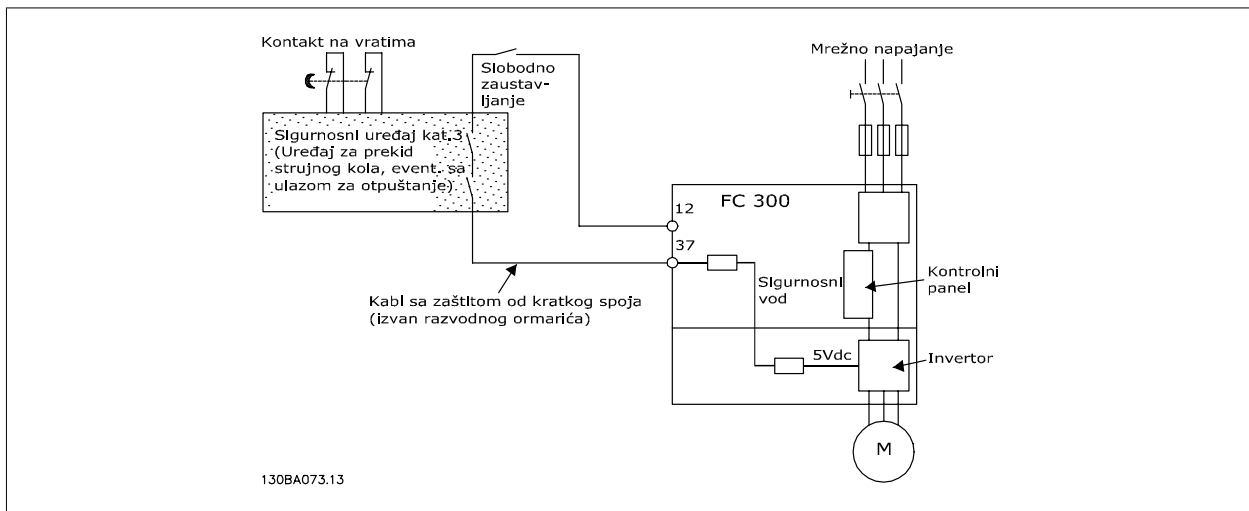 Kontakt na vratima
Mrežno napajanje
Slobodno
zaustav-
ljanje
SIgurnosnI uređaj kat.3
(Uređaj za prekid
strujnog kola, event. sa
ulazom za otpuštanje)
12
FC 300
37
SIgurnosnI
vod
Kontrolni
panel
Kabl sa zaštItom od kratkog spoja
(izvan razvodnog ormarića)
5Vdc
Invertor
M
130BA073.13